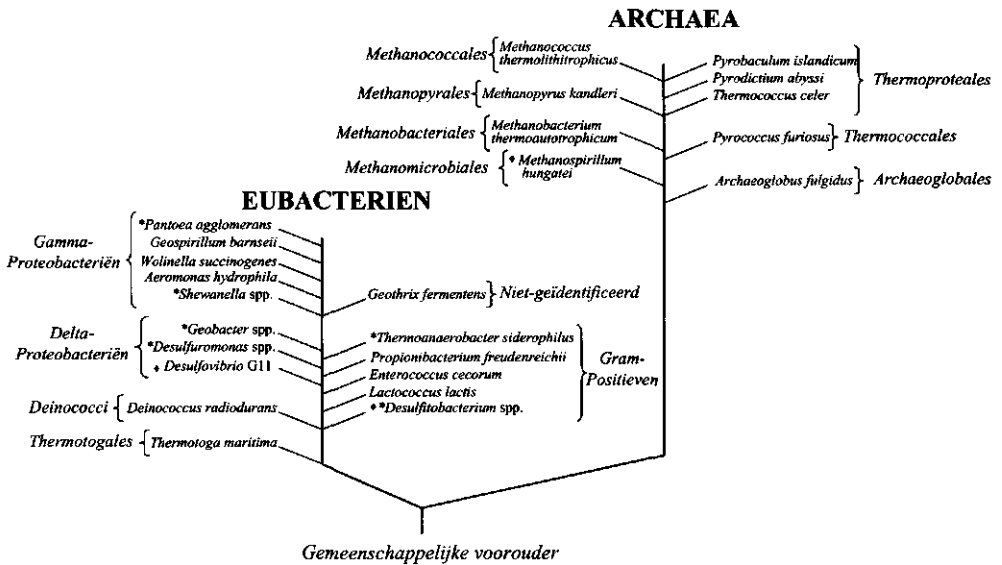 ARCHAEA
Methanococcales { Methanococcus
thermolithitrophicus
Methanopyrales { Methanopyrus kandleri
Methanobacteriales { Methanobacterium
thermoautotrophicum
Methanomicrobiales { ♦ Methanospirillum
hungatei
Pyrobaculum islandicum
Pyrodictium abyssi
Thermococcus celer
} Thermoproteales
Pyrococcus furiosus } Thermococcales
Archaeoglobus fulgidus } Archaeoglobales
EUBACTERIEN
Gamma-
Proteobacteriën {
*Pantoea agglomerans
Geospirillum barnseii
Wolinella succinogenes
Aeromonas hydrophila
*Shewanella spp.
Geothrix fermentens } Niet-geïdentificeerd
Delta-
Proteobacteriën {
*Geobacter spp.
*Desulfuromonas spp.
♦ Desulfovibrio G11
*Thermoanaerobacter siderophilus
Propionibacterium freudenreichii
Enterococcus cecorum
Lactococcus lactis
♦ *Desulfitobacterium spp.
} Gram-
Positieven
Deinococci { Deinococcus radiodurans
Thermotogales { Thermotoga maritima
Gemeenschappelijke voorouder